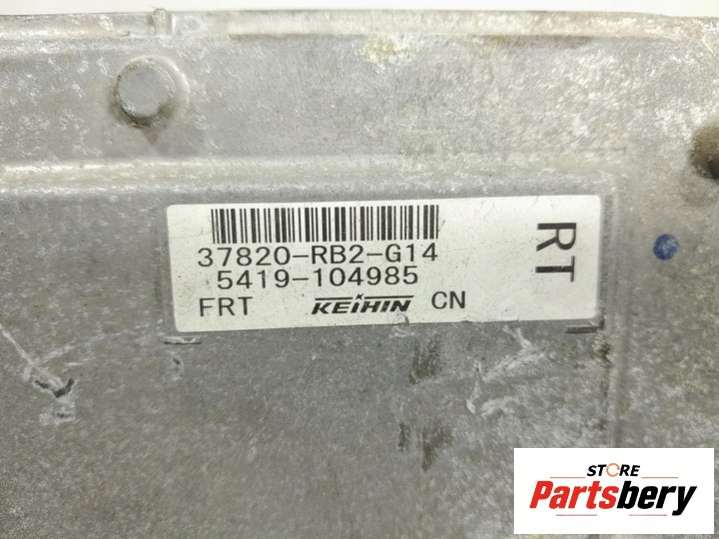 37820-RB2-G14
5419-104985
FRT KEIHIN CN
RT
STORE
Partsbery